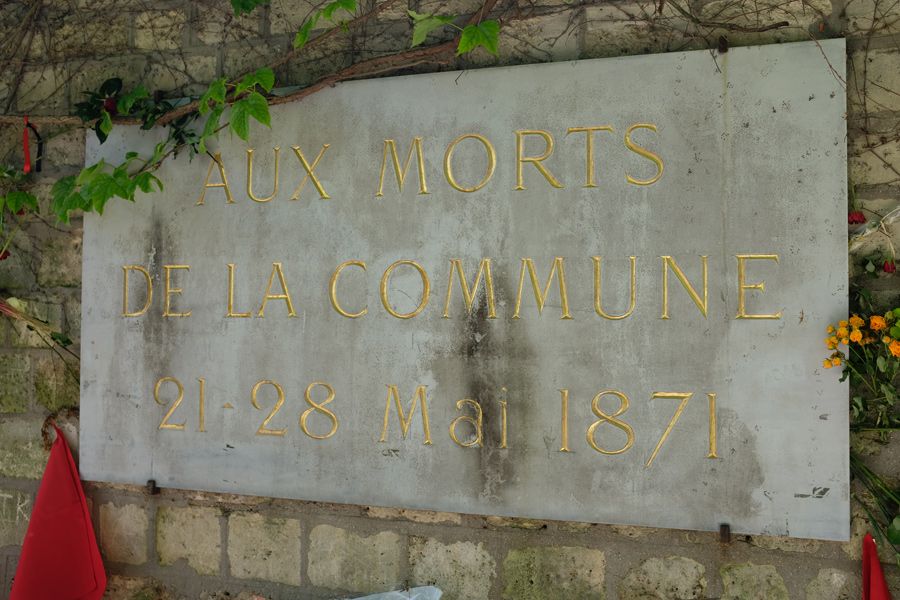 AUX MORTS
DE LA COMMUNE
21-28 Mai 1871